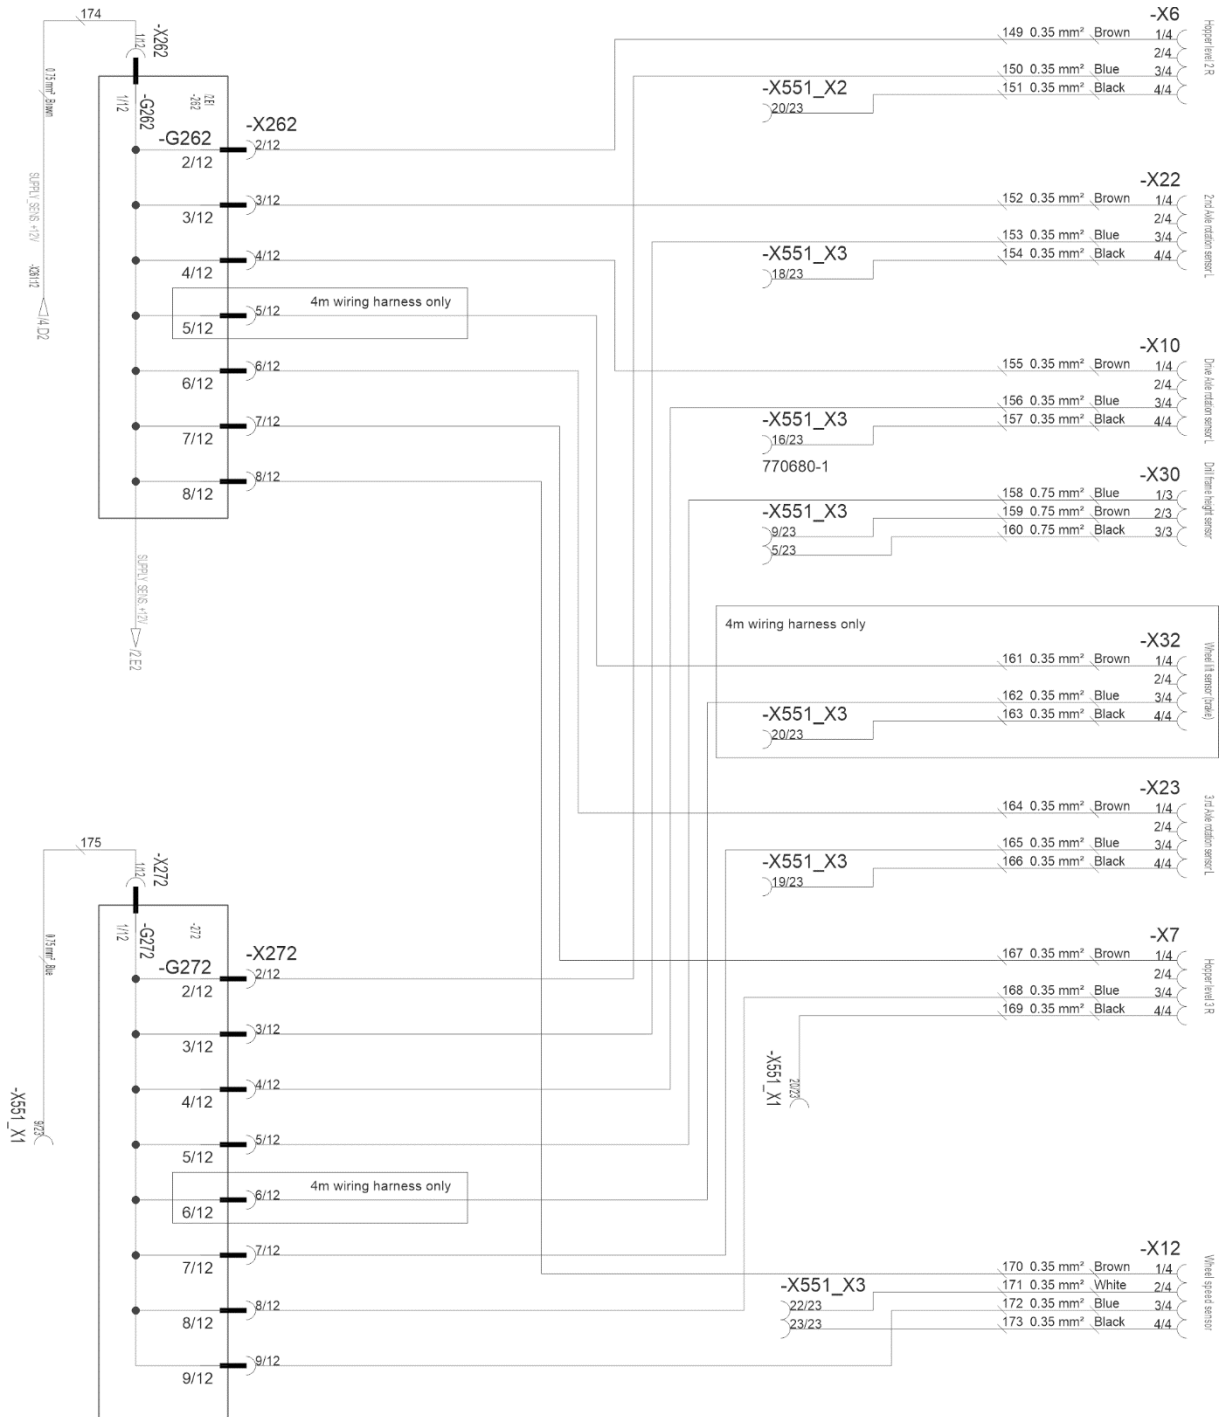 174
-X262
1/12
0.75 mm² Brown
SUPPLY_SENS +12V
-X261:12
/4.D2
1/12
-G262
-262
/2.E1
-G262
-X262
2/12
2/12
3/12
3/12
4/12
4/12
4m wiring harness only
5/12
5/12
6/12
6/12
7/12
7/12
8/12
8/12
SUPPLY_SENS +12V
/2.E2
-X6
Hopper level 2 R
149 0.35 mm² Brown 1/4
2/4
150 0.35 mm² Blue 3/4
151 0.35 mm² Black 4/4
-X551_X2
20/23
-X22
2nd Axle rotation sensor L
152 0.35 mm² Brown 1/4
2/4
153 0.35 mm² Blue 3/4
154 0.35 mm² Black 4/4
-X551_X3
18/23
-X10
Drive Axle rotation sensor L
155 0.35 mm² Brown 1/4
2/4
156 0.35 mm² Blue 3/4
157 0.35 mm² Black 4/4
-X551_X3
16/23
770680-1
-X30
Drill frame height sensor
158 0.75 mm² Blue 1/3
159 0.75 mm² Brown 2/3
160 0.75 mm² Black 3/3
-X551_X3
9/23
5/23
4m wiring harness only
-X32
Wheel lift sensor (brake)
161 0.35 mm² Brown 1/4
2/4
162 0.35 mm² Blue 3/4
163 0.35 mm² Black 4/4
-X551_X3
20/23
-X23
3.rd Axle rotation sensor L
164 0.35 mm² Brown 1/4
2/4
165 0.35 mm² Blue 3/4
166 0.35 mm² Black 4/4
-X551_X3
19/23
175
-X272
1/12
0.75 mm² Blue
-X551_X1
9/23
1/12
-G272
-272
-G272
-X272
2/12
2/12
3/12
3/12
4/12
4/12
5/12
5/12
4m wiring harness only
6/12
6/12
7/12
7/12
8/12
8/12
9/12
9/12
-X7
Hopper level 3 R
167 0.35 mm² Brown 1/4
2/4
168 0.35 mm² Blue 3/4
169 0.35 mm² Black 4/4
-X551_X1
20/23
-X12
Wheel speed sensor
170 0.35 mm² Brown 1/4
171 0.35 mm² White 2/4
172 0.35 mm² Blue 3/4
173 0.35 mm² Black 4/4
-X551_X3
22/23
23/23